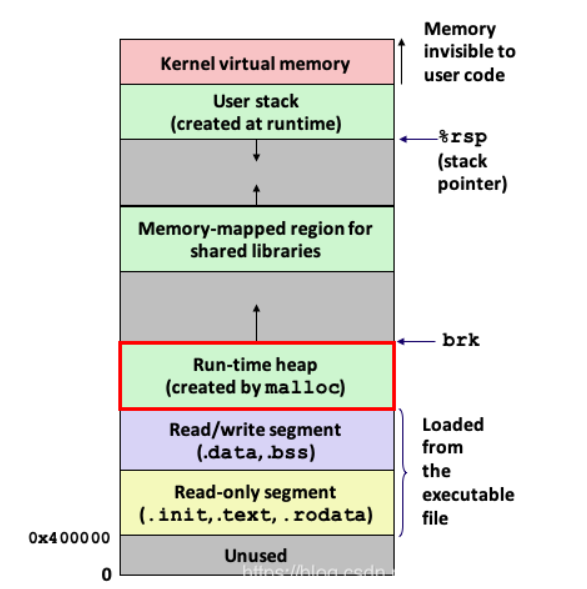 Memory
invisible to
user code
Kernel virtual memory
User stack
(created at runtime)
%rsp
(stack
pointer)
Memory-mapped region for
shared libraries
brk
Run-time heap
(created by malloc)
Read/write segment
(.data, .bss)
Loaded
from
the
executable
file
Read-only segment
(.init, .text, .rodata)
0x400000
Unused
0
https://blog.csdn.